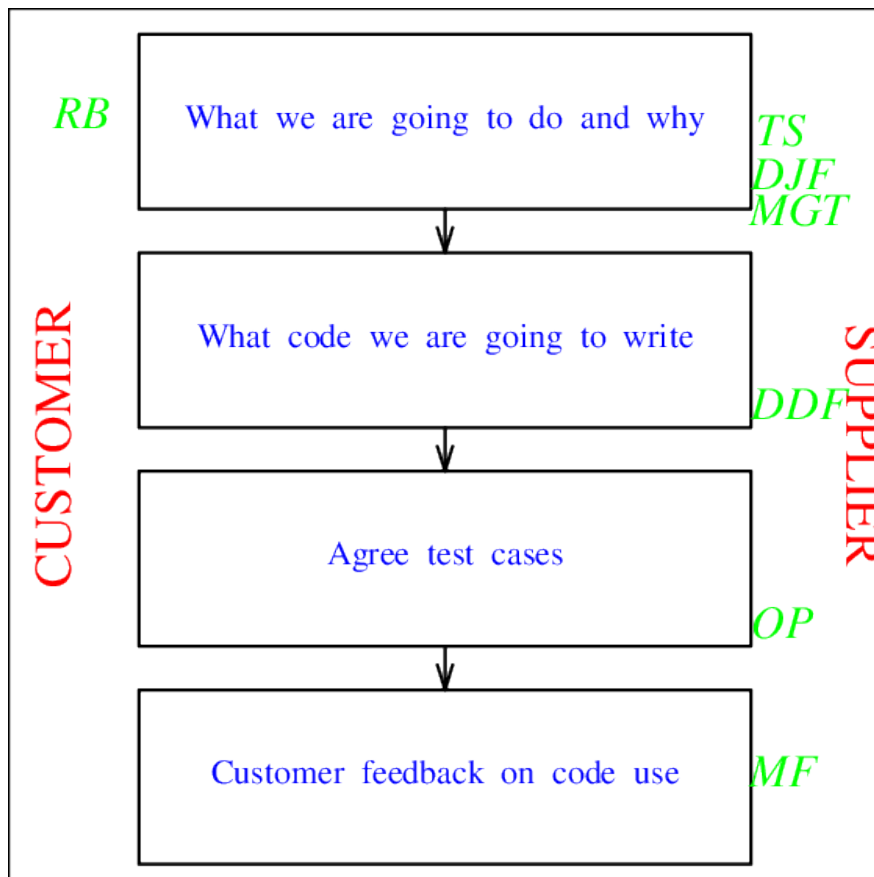 RB
What we are going to do and why
TS
DJF
MGT
CUSTOMER
What code we are going to write
SUPPLIER
DDF
Agree test cases
OP
Customer feedback on code use
MF